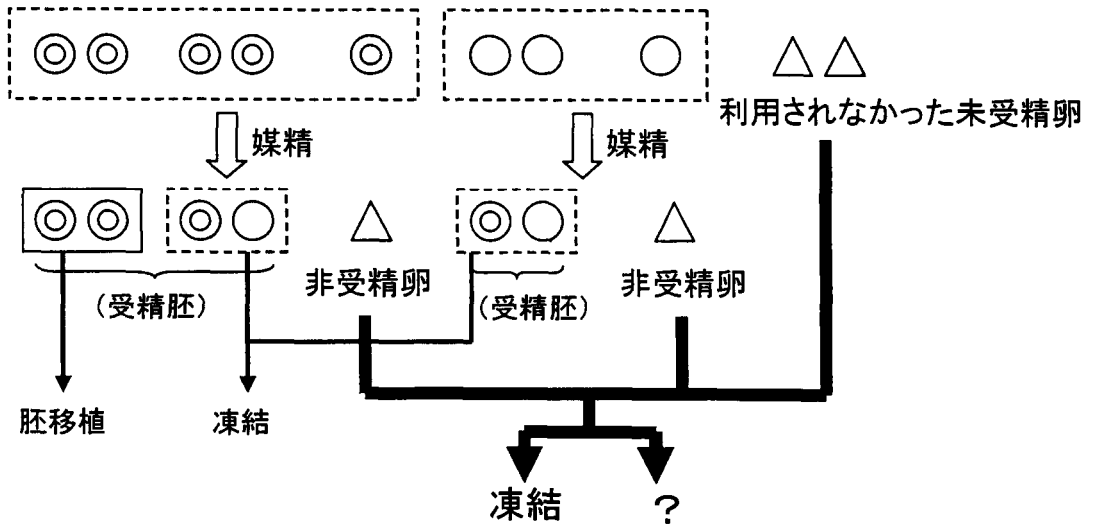 利用されなかった未受精卵
媒精
媒精
非受精卵
非受精卵
(受精胚)
(受精胚)
胚移植
凍結
凍結
?